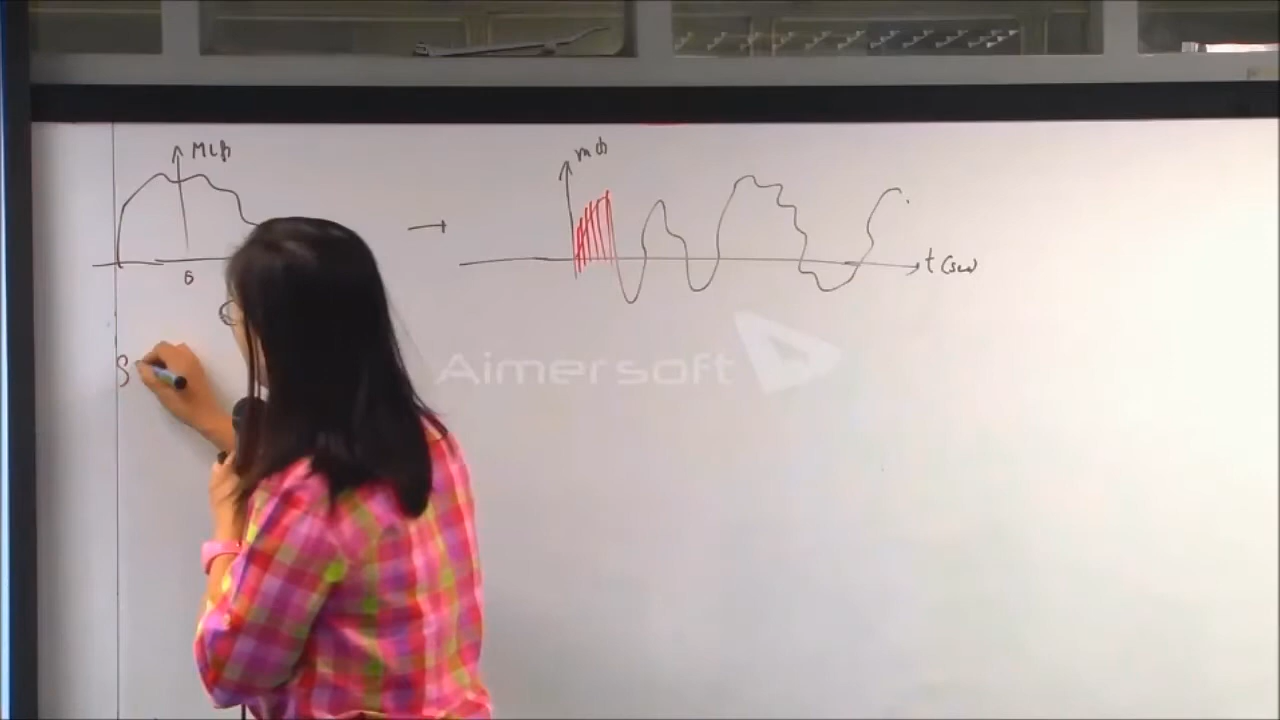 M(f)
0
S
→
m(t)
t (sec)
Aimersoft